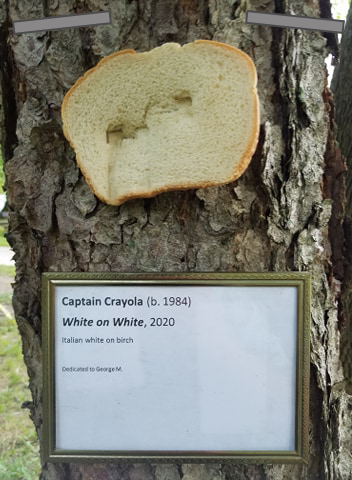 Captain Crayola (b. 1984)
White on White, 2020
Italian white on birch
Dedicated to George M.